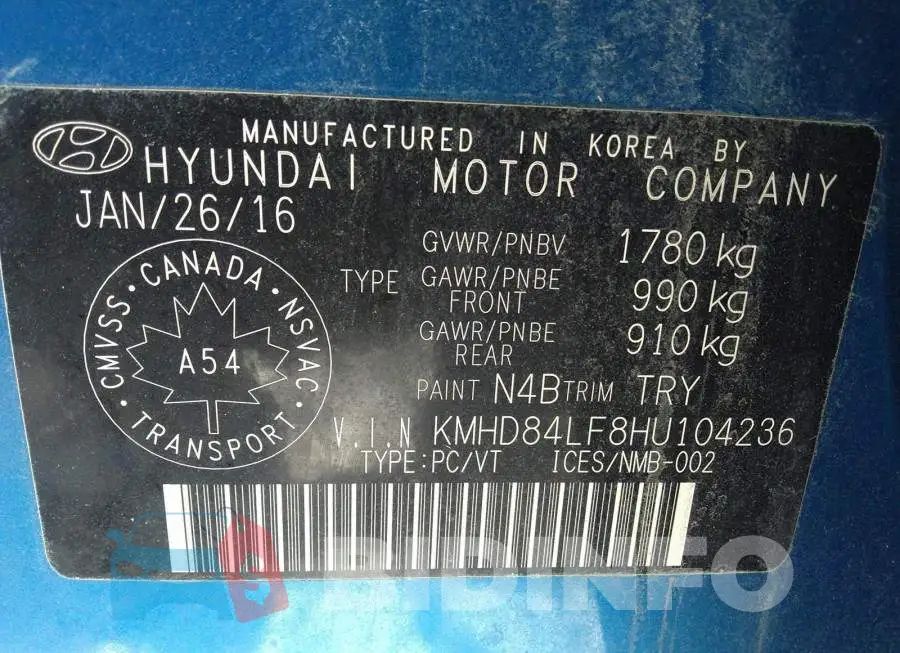 MANUFACTURED IN KOREA BY
HYUNDAI MOTOR COMPANY
JAN/26/16
GVWR/PNBV 1780 kg
TYPE GAWR/PNBE FRONT 990 kg
GAWR/PNBE REAR 910 kg
CMVSS · CANADA · NSVAC · TRANSPORT ·
A54
PAINT N4B TRIM TRY
V.I.N KMHD84LF8HU104236
TYPE:PC/VT ICES/NMB-002
BIDINFO